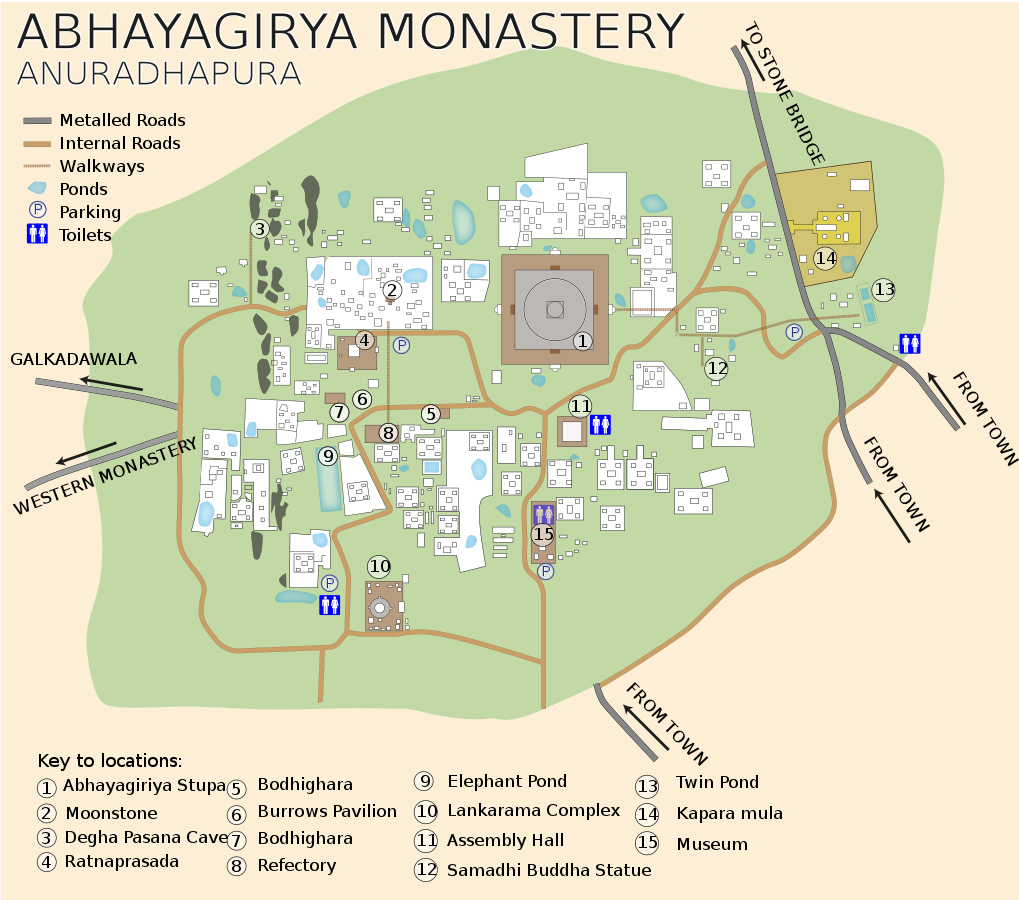 ABHAYAGIRYA MONASTERY
ANURADHAPURA
Metalled Roads
Internal Roads
Walkways
Ponds
P Parking
Toilets
TO STONE BRIDGE
3
2
14
13
1
P
4
P
12
GALKADAWALA
FROM TOWN
6
7
5
11
8
9
WESTERN MONASTERY
FROM TOWN
15
10
P
P
FROM TOWN
Key to locations:
1 Abhayagiriya Stupa
2 Moonstone
3 Degha Pasana Cave
4 Ratnaprasada
5 Bodhighara
6 Burrows Pavilion
7 Bodhighara
8 Refectory
9 Elephant Pond
10 Lankarama Complex
11 Assembly Hall
12 Samadhi Buddha Statue
13 Twin Pond
14 Kapara mula
15 Museum